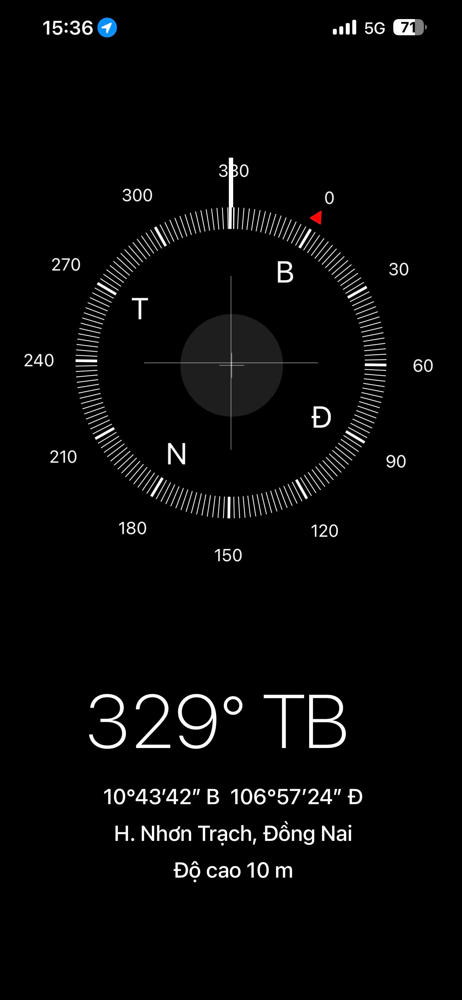 15:36 5G 71
330
300 0
270 30
B
T
240 60
Đ
N
210 90
180 120
150
329° TB
10°43′42″ B 106°57′24″ Đ
H. Nhơn Trạch, Đồng Nai
Độ cao 10 m